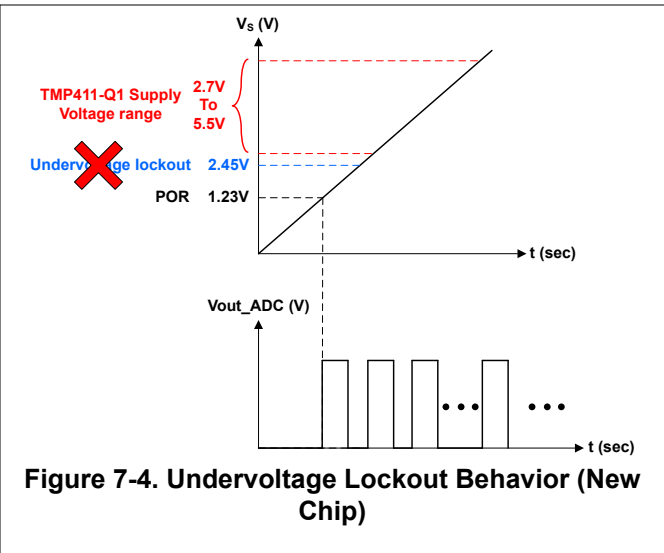 V_S (V)
TMP411-Q1 Supply
Voltage range
2.7V
To
5.5V
Undervoltage lockout 2.45V
POR 1.23V
t (sec)
Vout_ADC (V)
t (sec)
Figure 7-4. Undervoltage Lockout Behavior (New
Chip)